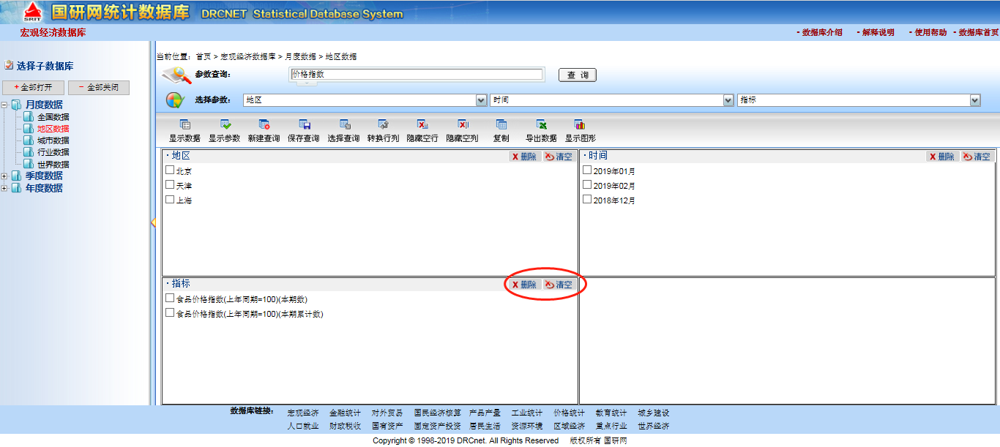 SRIT 国研网统计数据库 DRCNET Statistical Database System
宏观经济数据库 - 数据库介绍 - 解释说明 - 使用帮助 - 数据库首页
当前位置：首页 > 宏观经济数据库 > 月度数据 > 地区数据
选择子数据库
+全部打开 - 全部关闭
月度数据
全国数据
地区数据
城市数据
行业数据
世界数据
季度数据
年度数据
参数查询： 价格指数 查 询
选择参数： 地区 时间 指标
显示数据 显示参数 新建查询 保存查询 选择查询 转换行列 隐藏空行 隐藏空列 复制 导出数据 显示图形
·地区 X 删除 清空
北京
天津
上海
·时间 X 删除 清空
2019年01月
2019年02月
2018年12月
·指标 X 删除 清空
食品价格指数(上年同期=100)(本期数)
食品价格指数(上年同期=100)(本期累计数)
数据库链接： 宏观经济 金融统计 对外贸易 国民经济核算 产品产量 工业统计 价格统计 教育统计 城乡建设
人口就业 财政税收 国有资产 固定资产投资 居民生活 资源环境 区域经济 重点行业 世界经济
Copyright © 1998-2019 DRCnet. All Rights Reserved 版权所有 国研网